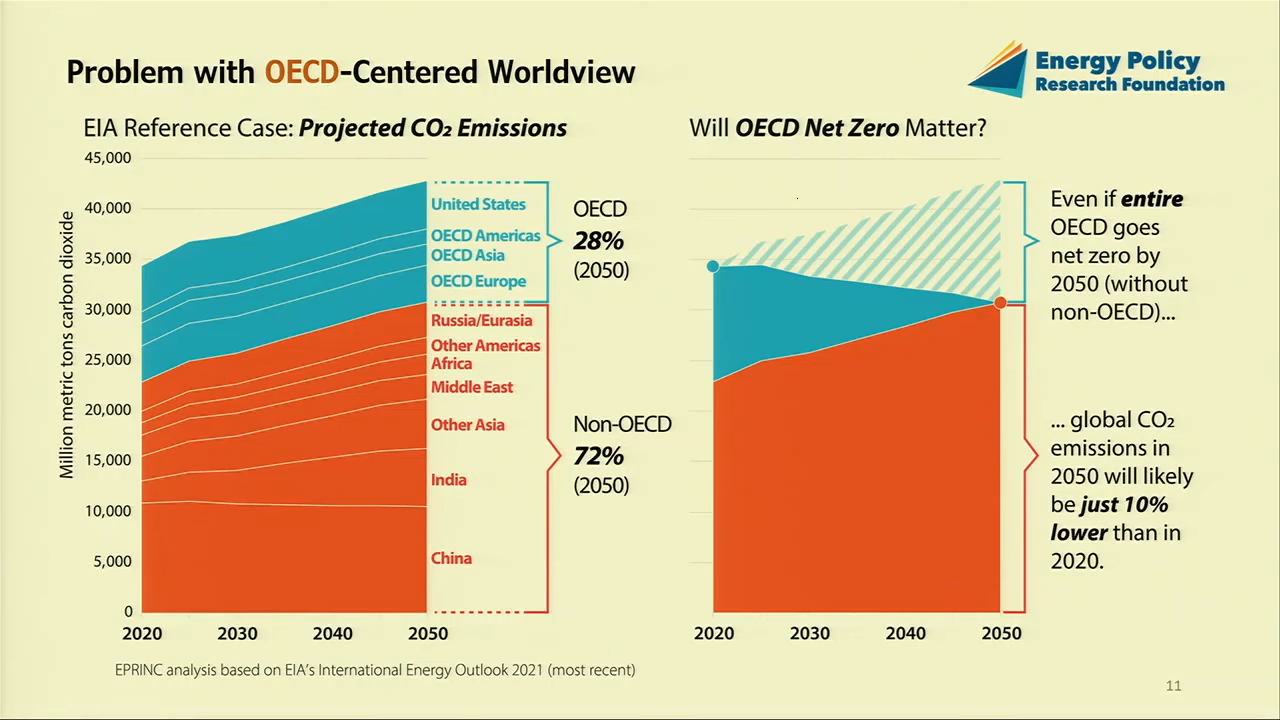 Problem with OECD-Centered Worldview
Energy Policy
Research Foundation
EIA Reference Case: Projected CO₂ Emissions
Million metric tons carbon dioxide
45,000
40,000
35,000
30,000
25,000
20,000
15,000
10,000
5,000
0
2020
2030
2040
2050
United States
OECD Americas
OECD Asia
OECD Europe
Russia/Eurasia
Other Americas
Africa
Middle East
Other Asia
India
China
OECD
28%
(2050)
Non-OECD
72%
(2050)
Will OECD Net Zero Matter?
2020
2030
2040
2050
Even if entire
OECD goes
net zero by
2050 (without
non-OECD)...
... global CO₂
emissions in
2050 will likely
be just 10%
lower than in
2020.
EPRINC analysis based on EIA's International Energy Outlook 2021 (most recent)
11